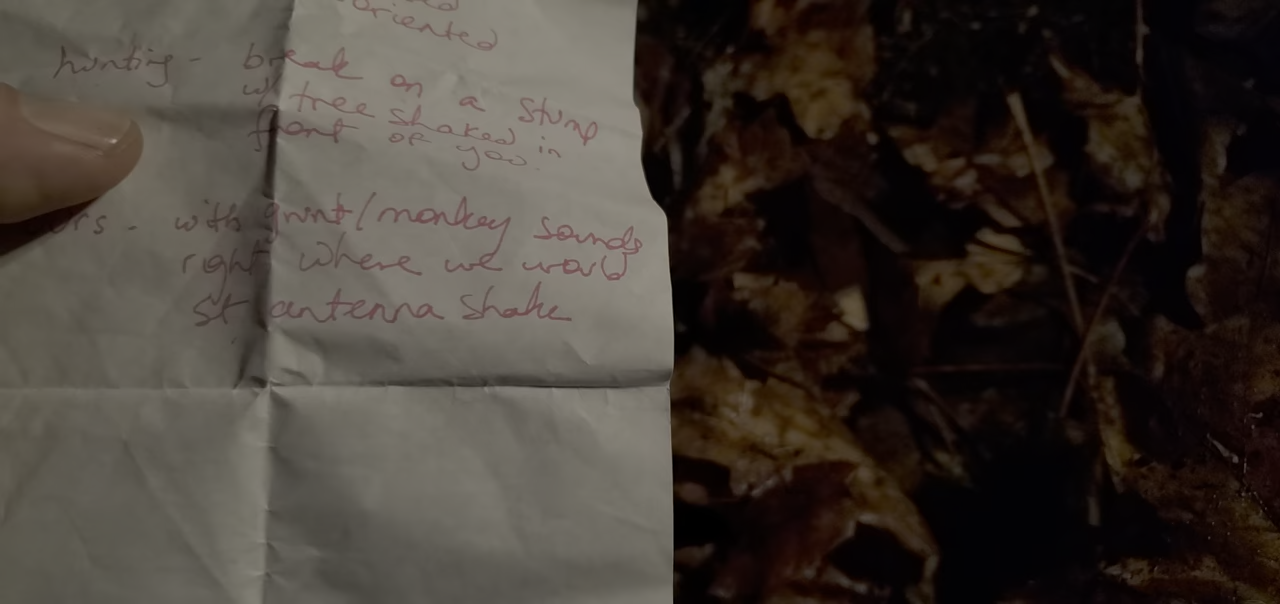 oriented
hunting - break on a stump
w/ tree shaked in
front of you.
with grunt/monkey sounds
right where we would
st antenna shake